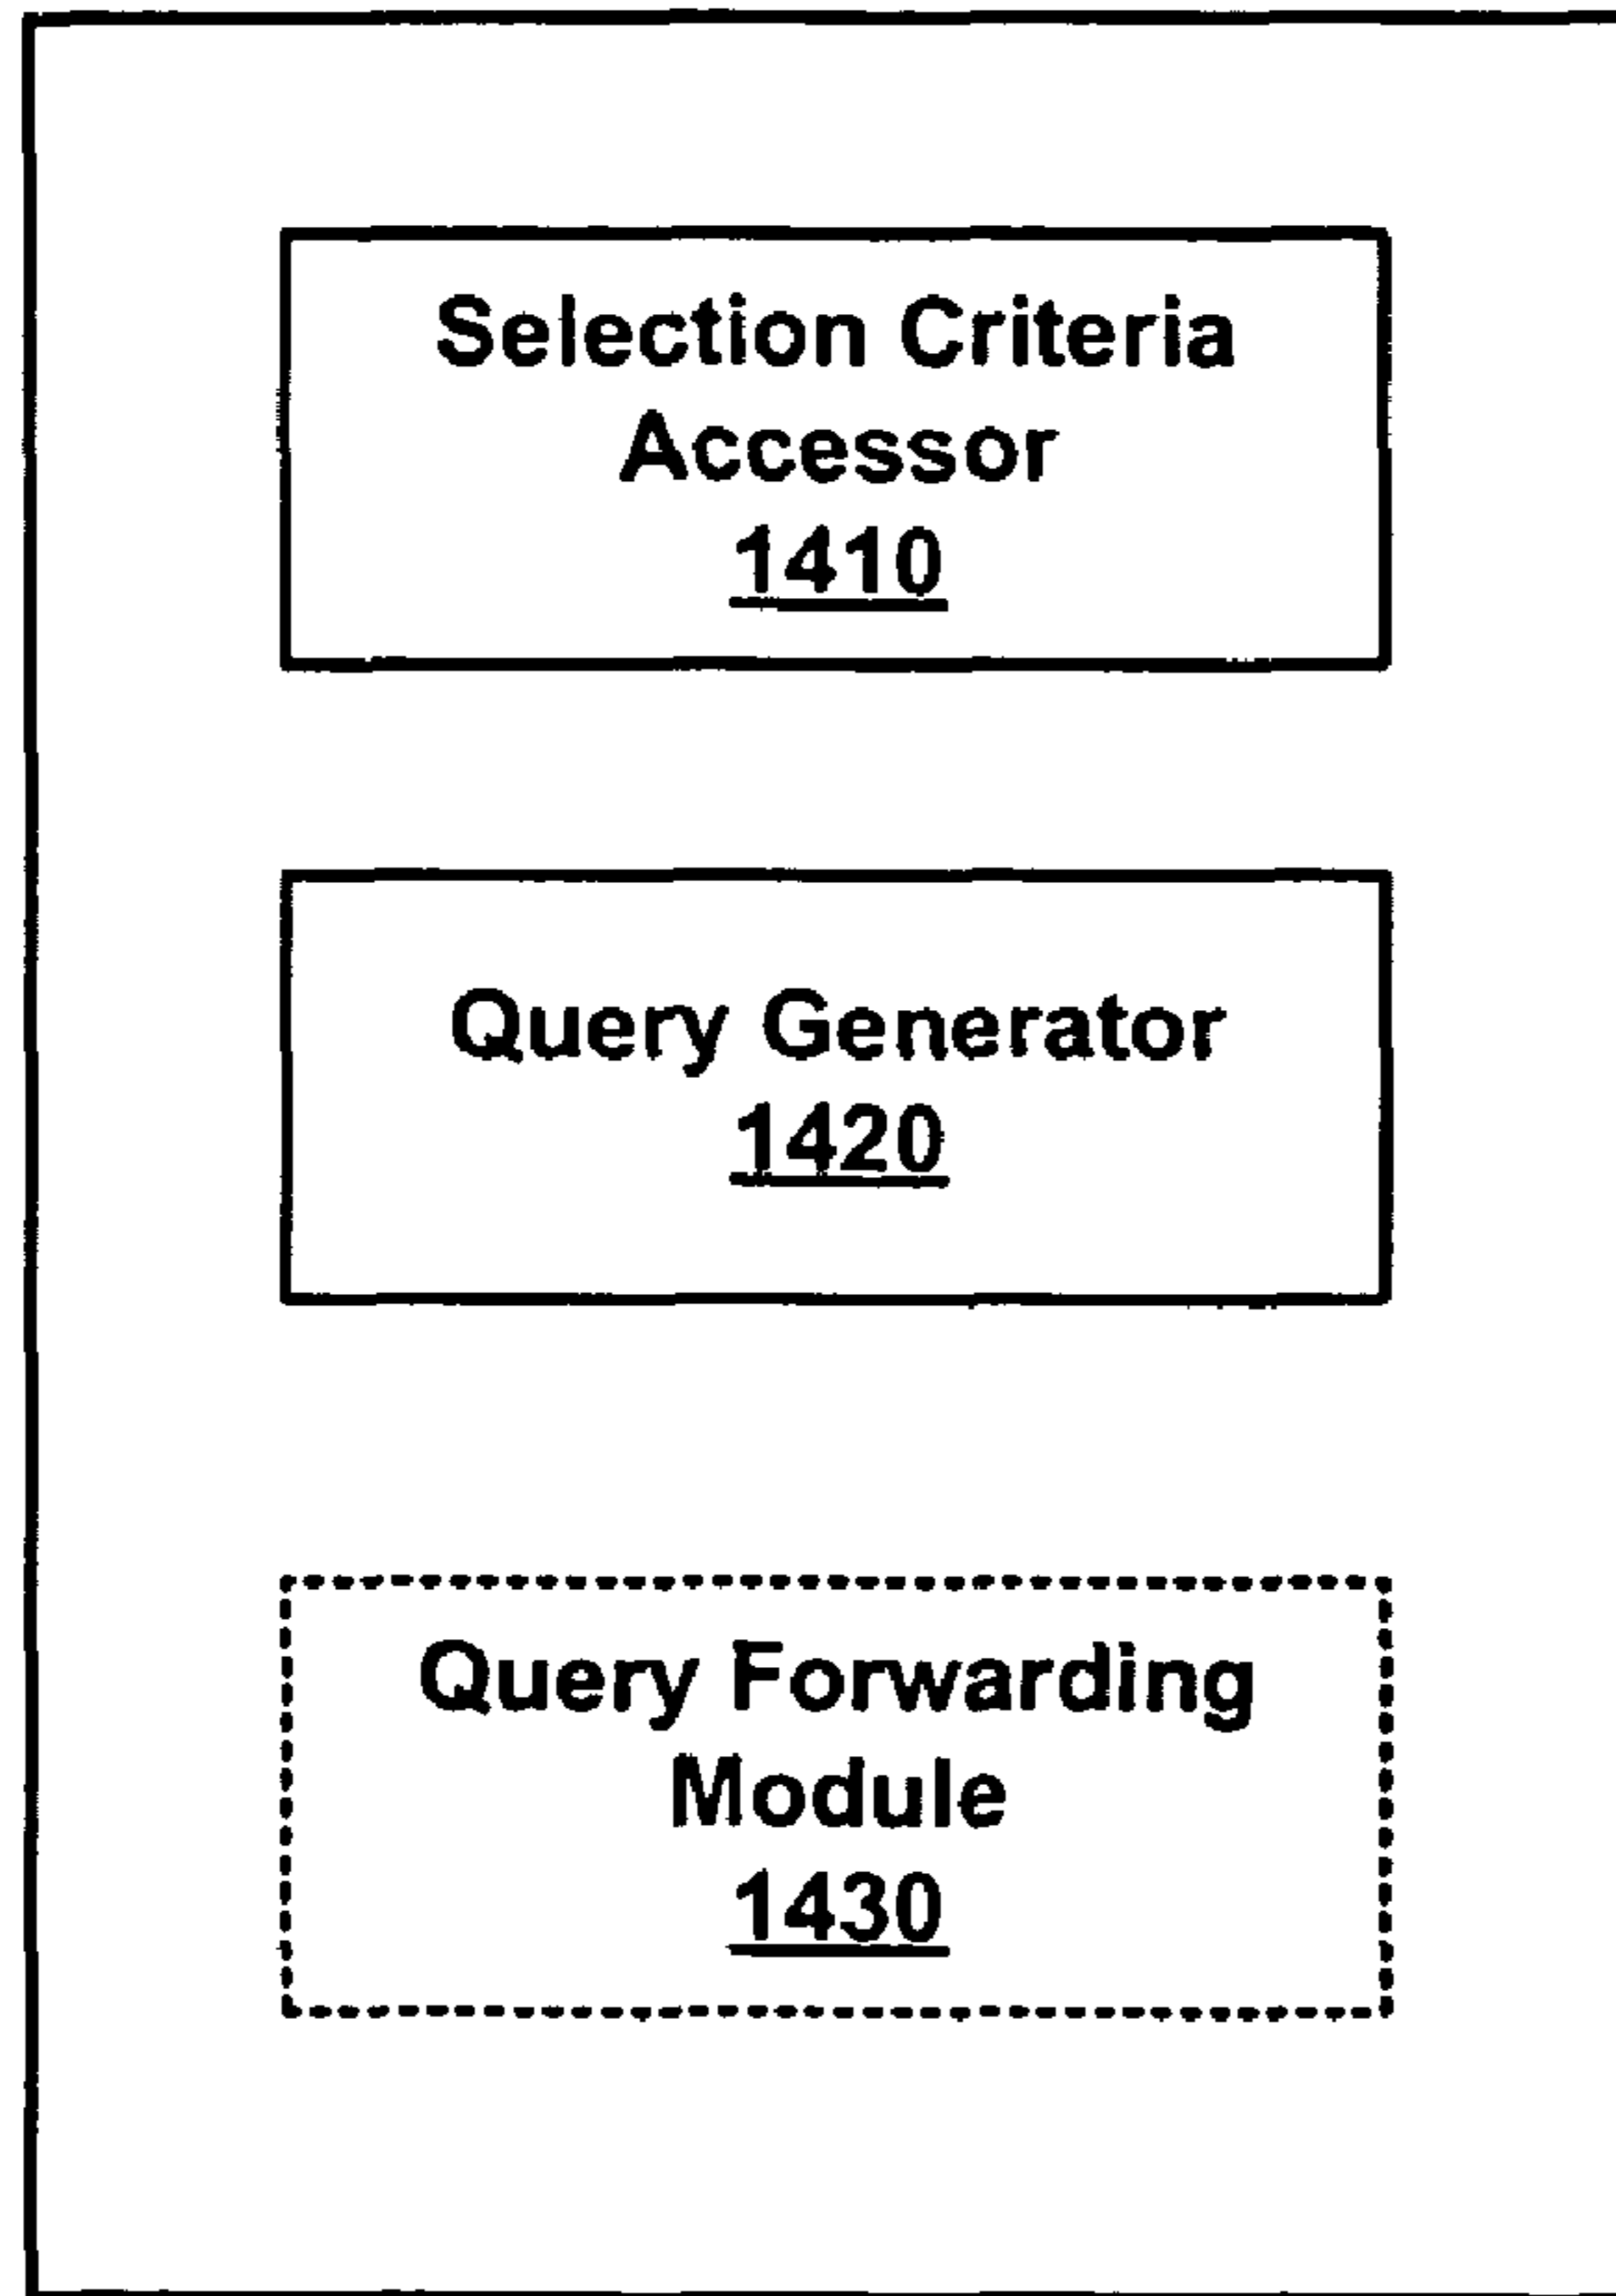 Selection Criteria
Accessor
1410
Query Generator
1420
Query Forwarding
Module
1430